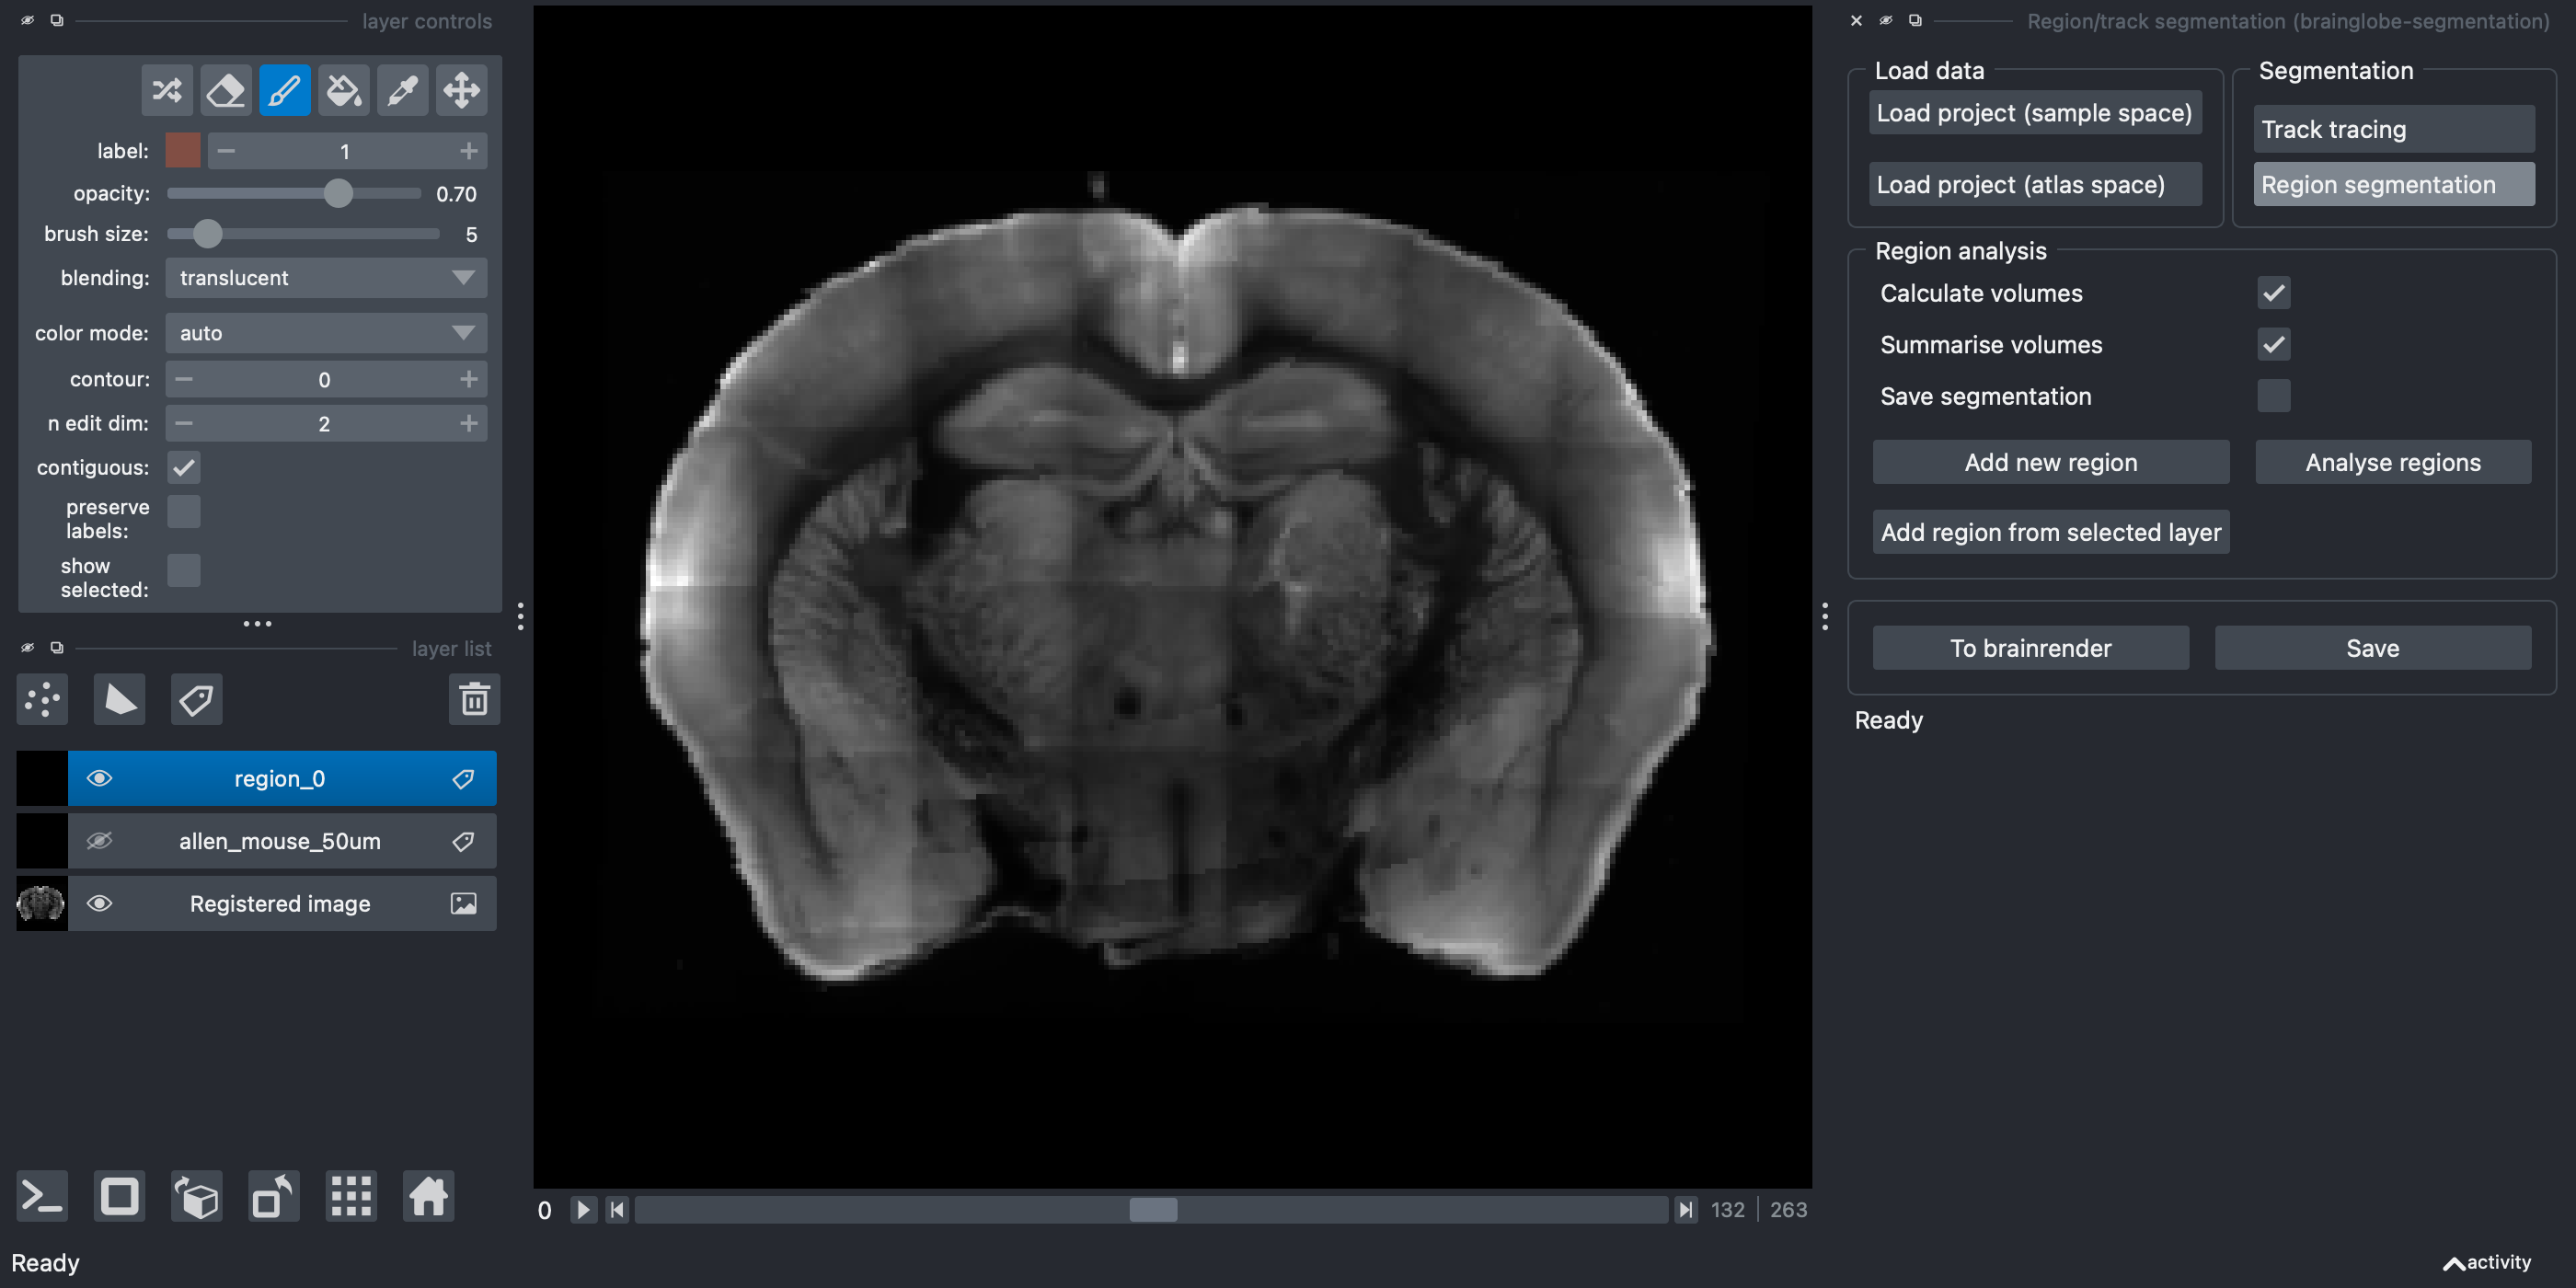 layer controls
label: 1
opacity: 0.70
brush size: 5
blending: translucent
color mode: auto
contour: 0
n edit dim: 2
contiguous:
preserve
labels:
show
selected:
layer list
region_0
allen_mouse_50um
Registered image
Ready
0
132 | 263
Region/track segmentation (brainglobe-segmentation)
Load data
Load project (sample space)
Load project (atlas space)
Segmentation
Track tracing
Region segmentation
Region analysis
Calculate volumes
Summarise volumes
Save segmentation
Add new region
Analyse regions
Add region from selected layer
To brainrender
Save
Ready
activity